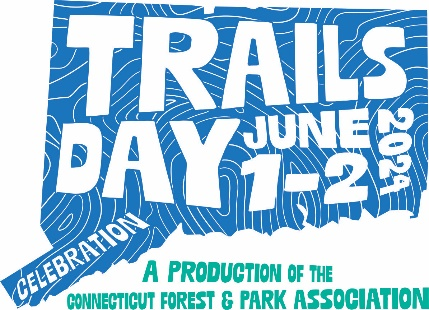 TRAILS
DAY JUNE
1-2 2024
CELEBRATION
A PRODUCTION OF THE
CONNECTICUT FOREST & PARK ASSOCIATION